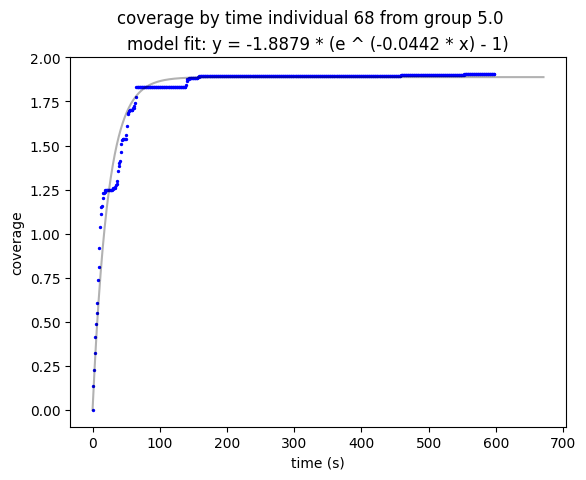 coverage by time individual 68 from group 5.0
model fit: y = -1.8879 * (e ^ (-0.0442 * x) - 1)
2.00
1.75
1.50
1.25
1.00
0.75
0.50
0.25
0.00
coverage
0 100 200 300 400 500 600 700
time (s)